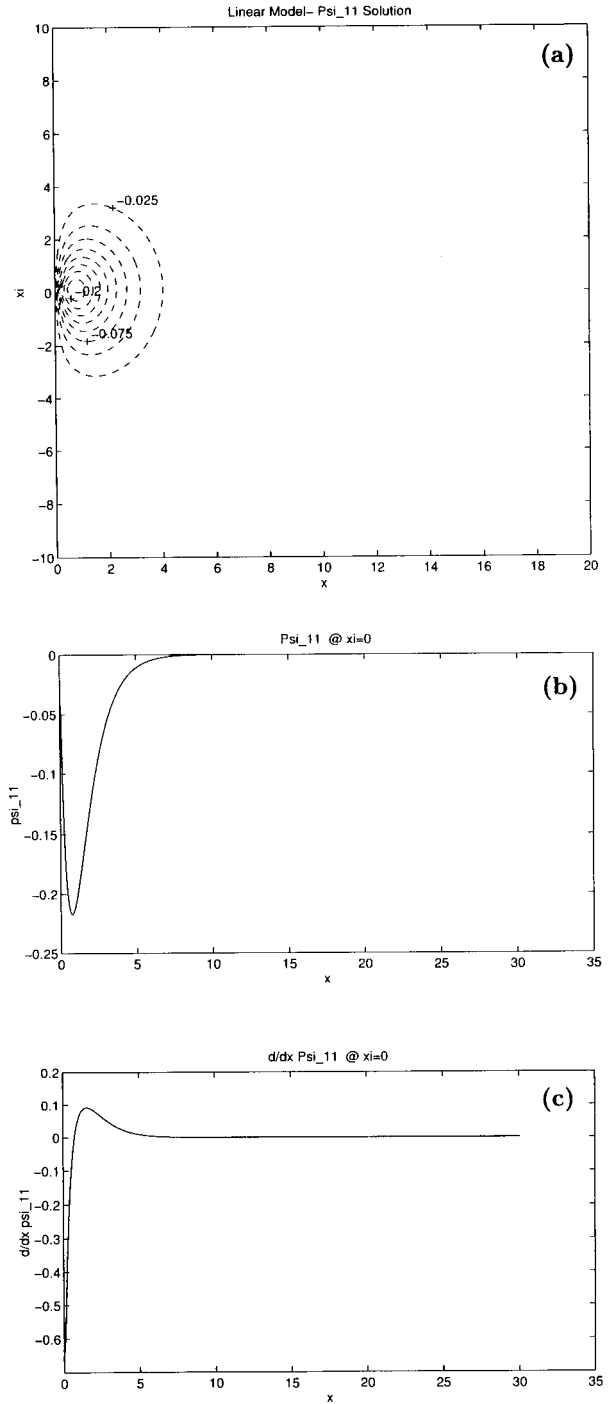 Linear Model- Psi_11 Solution
(a)
10
8
6
4
2
0
-2
-4
-6
-8
-10
xi
-0.025
-0.2
-0.075
0 2 4 6 8 10 12 14 16 18 20
x
Psi_11 @ xi=0
(b)
0
-0.05
-0.1
-0.15
-0.2
-0.25
psi_11
0 5 10 15 20 25 30 35
x
d/dx Psi_11 @ xi=0
(c)
0.2
0.1
0
-0.1
-0.2
-0.3
-0.4
-0.5
-0.6
d/dx psi_11
0 5 10 15 20 25 30 35
x